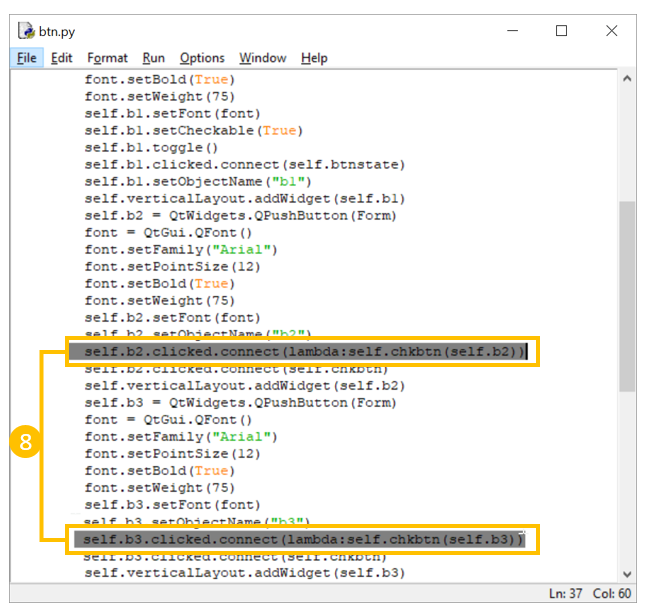 btn.py
File Edit Format Run Options Window Help
font.setBold(True)
font.setWeight(75)
self.b1.setFont(font)
self.b1.setCheckable(True)
self.b1.toggle()
self.b1.clicked.connect(self.btnstate)
self.b1.setObjectName("b1")
self.verticalLayout.addWidget(self.b1)
self.b2 = QtWidgets.QPushButton(Form)
font = QtGui.QFont()
font.setFamily("Arial")
font.setPointSize(12)
font.setBold(True)
font.setWeight(75)
self.b2.setFont(font)
self.b2.setObjectName("b2")
self.b2.clicked.connect(lambda:self.chkbtn(self.b2))
self.b2.clicked.connect(self.chkbtn)
self.verticalLayout.addWidget(self.b2)
self.b3 = QtWidgets.QPushButton(Form)
font = QtGui.QFont()
8
font.setFamily("Arial")
font.setPointSize(12)
font.setBold(True)
font.setWeight(75)
self.b3.setFont(font)
self.b3.setObjectName("b3")
self.b3.clicked.connect(lambda:self.chkbtn(self.b3))
self.b3.clicked.connect(self.chkbtn)
self.verticalLayout.addWidget(self.b3)
Ln: 37 Col: 60